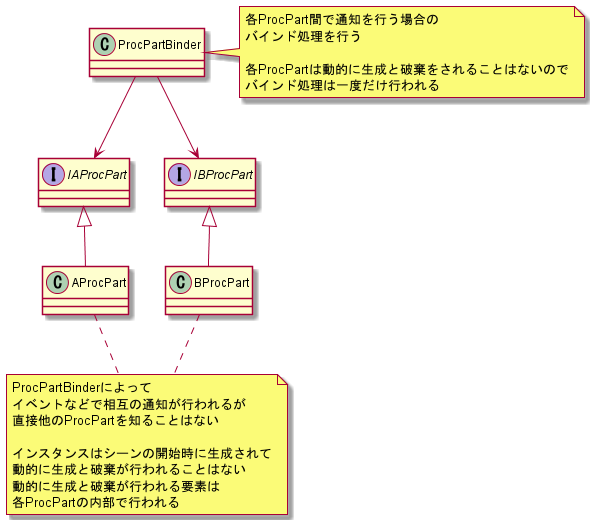 各ProcPart間で通知を行う場合の
バインド処理を行う
各ProcPartは動的に生成と破棄をされることはないので
バインド処理は一度だけ行われる
C ProcPartBinder
I IAProcPart
I IBProcPart
C AProcPart
C BProcPart
ProcPartBinderによって
イベントなどで相互の通知が行われるが
直接他のProcPartを知ることはない
インスタンスはシーンの開始時に生成されて
動的に生成と破棄が行われることはない
動的に生成と破棄が行われる要素は
各ProcPartの内部で行われる